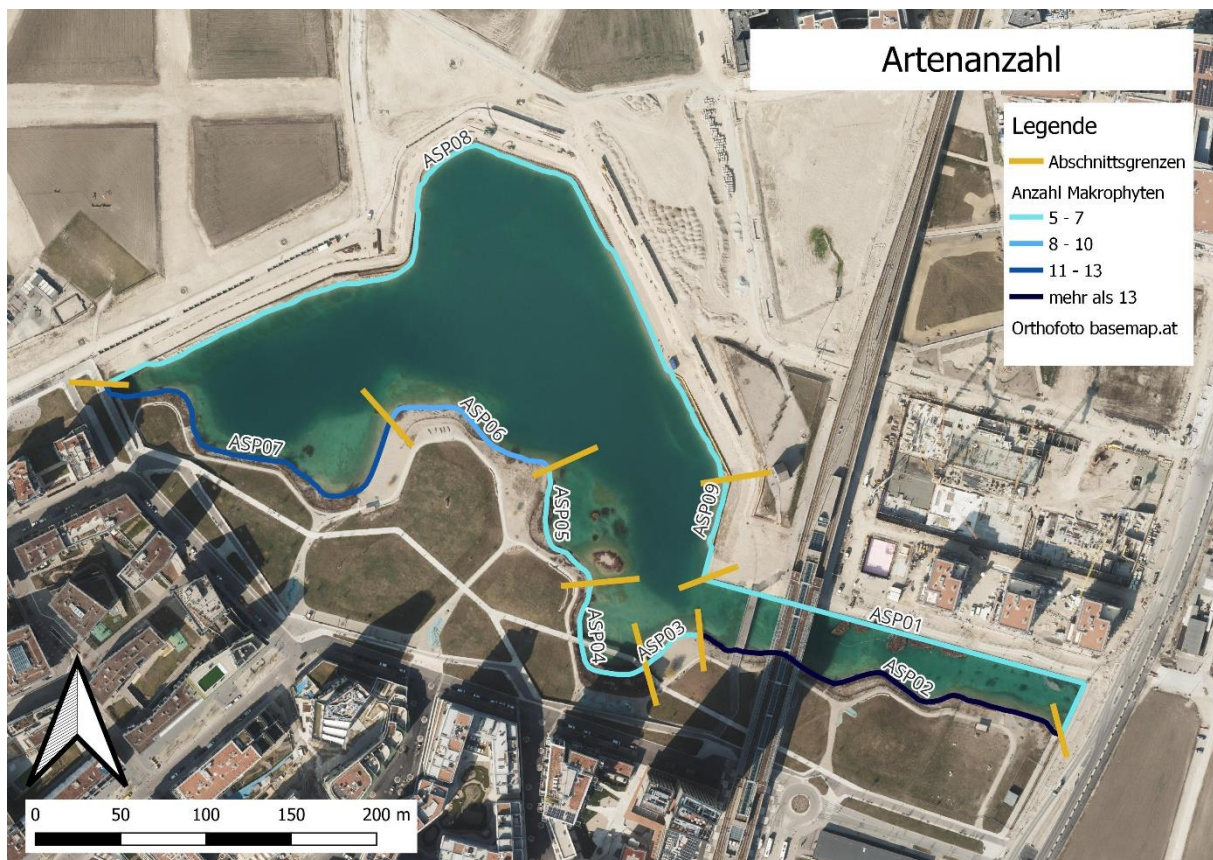 Artenanzahl
Legende
Abschnittsgrenzen
Anzahl Makrophyten
5 - 7
8 - 10
11 - 13
mehr als 13
Orthofoto basemap.at
ASP08
ASP07
ASP06
ASP05
ASP09
ASP04
ASP03
ASP01
ASP02
0 50 100 150 200 m